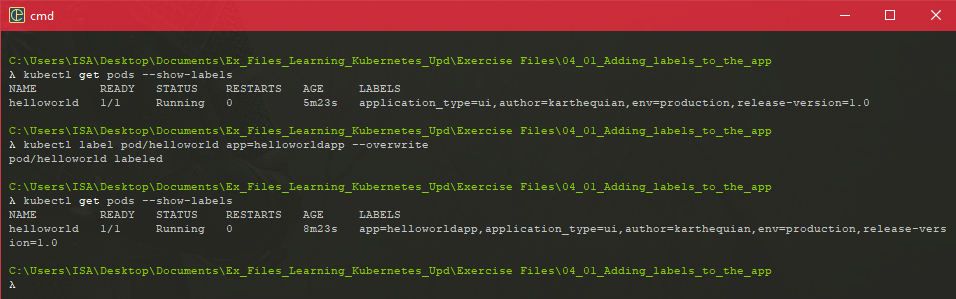 cmd
C:\Users\ISA\Desktop\Documents\Ex_Files_Learning_Kubernetes_Upd\Exercise Files\04_01_Adding_labels_to_the_app
λ kubectl get pods --show-labels
NAME         READY   STATUS    RESTARTS   AGE     LABELS
helloworld   1/1     Running   0          5m23s   application_type=ui,author=karthequian,env=production,release-version=1.0
C:\Users\ISA\Desktop\Documents\Ex_Files_Learning_Kubernetes_Upd\Exercise Files\04_01_Adding_labels_to_the_app
λ kubectl label pod/helloworld app=helloworldapp --overwrite
pod/helloworld labeled
C:\Users\ISA\Desktop\Documents\Ex_Files_Learning_Kubernetes_Upd\Exercise Files\04_01_Adding_labels_to_the_app
λ kubectl get pods --show-labels
NAME         READY   STATUS    RESTARTS   AGE     LABELS
helloworld   1/1     Running   0          8m23s   app=helloworldapp,application_type=ui,author=karthequian,env=production,release-vers
ion=1.0
C:\Users\ISA\Desktop\Documents\Ex_Files_Learning_Kubernetes_Upd\Exercise Files\04_01_Adding_labels_to_the_app
λ